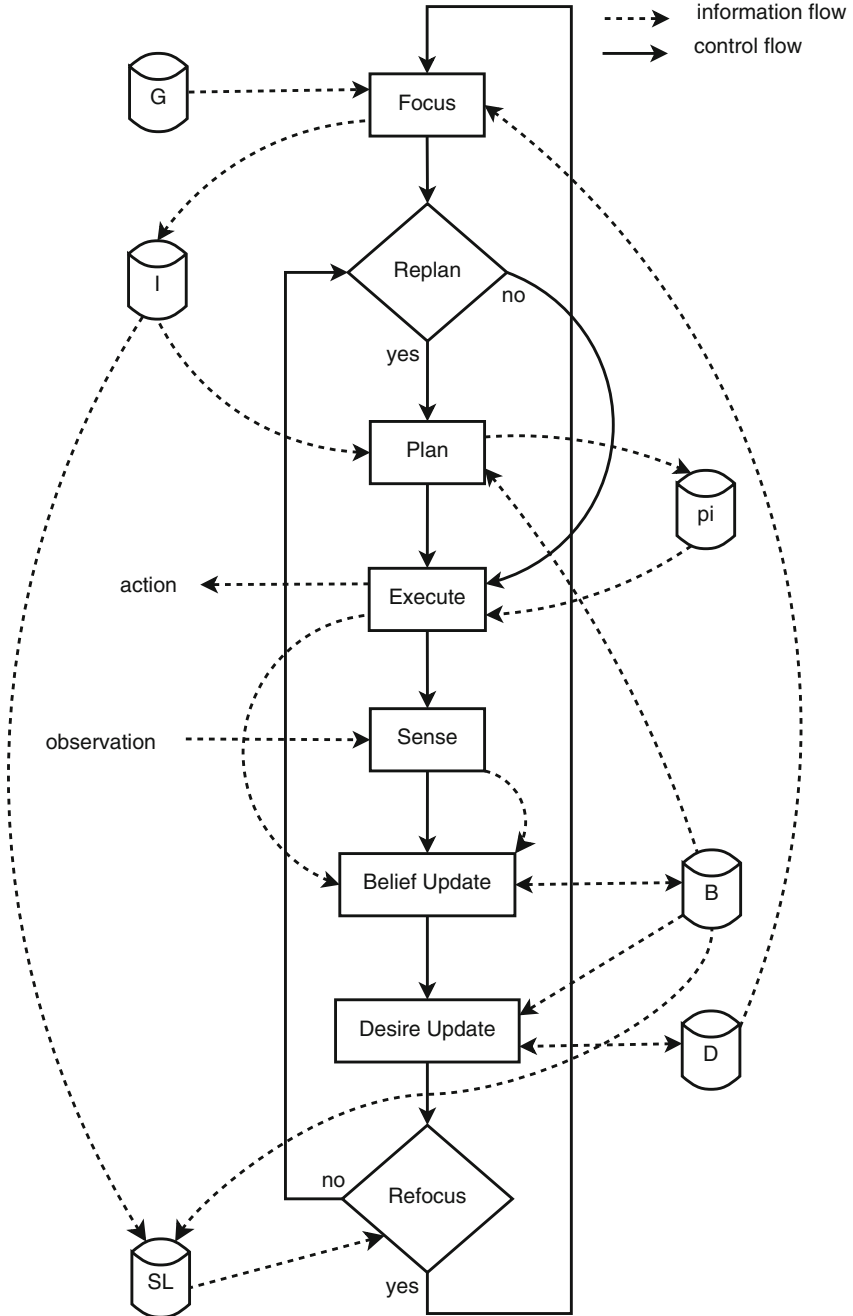 information flow
control flow
G
Focus
I
Replan
no
yes
Plan
pi
action
Execute
observation
Sense
Belief Update
B
Desire Update
D
no
Refocus
SL
yes